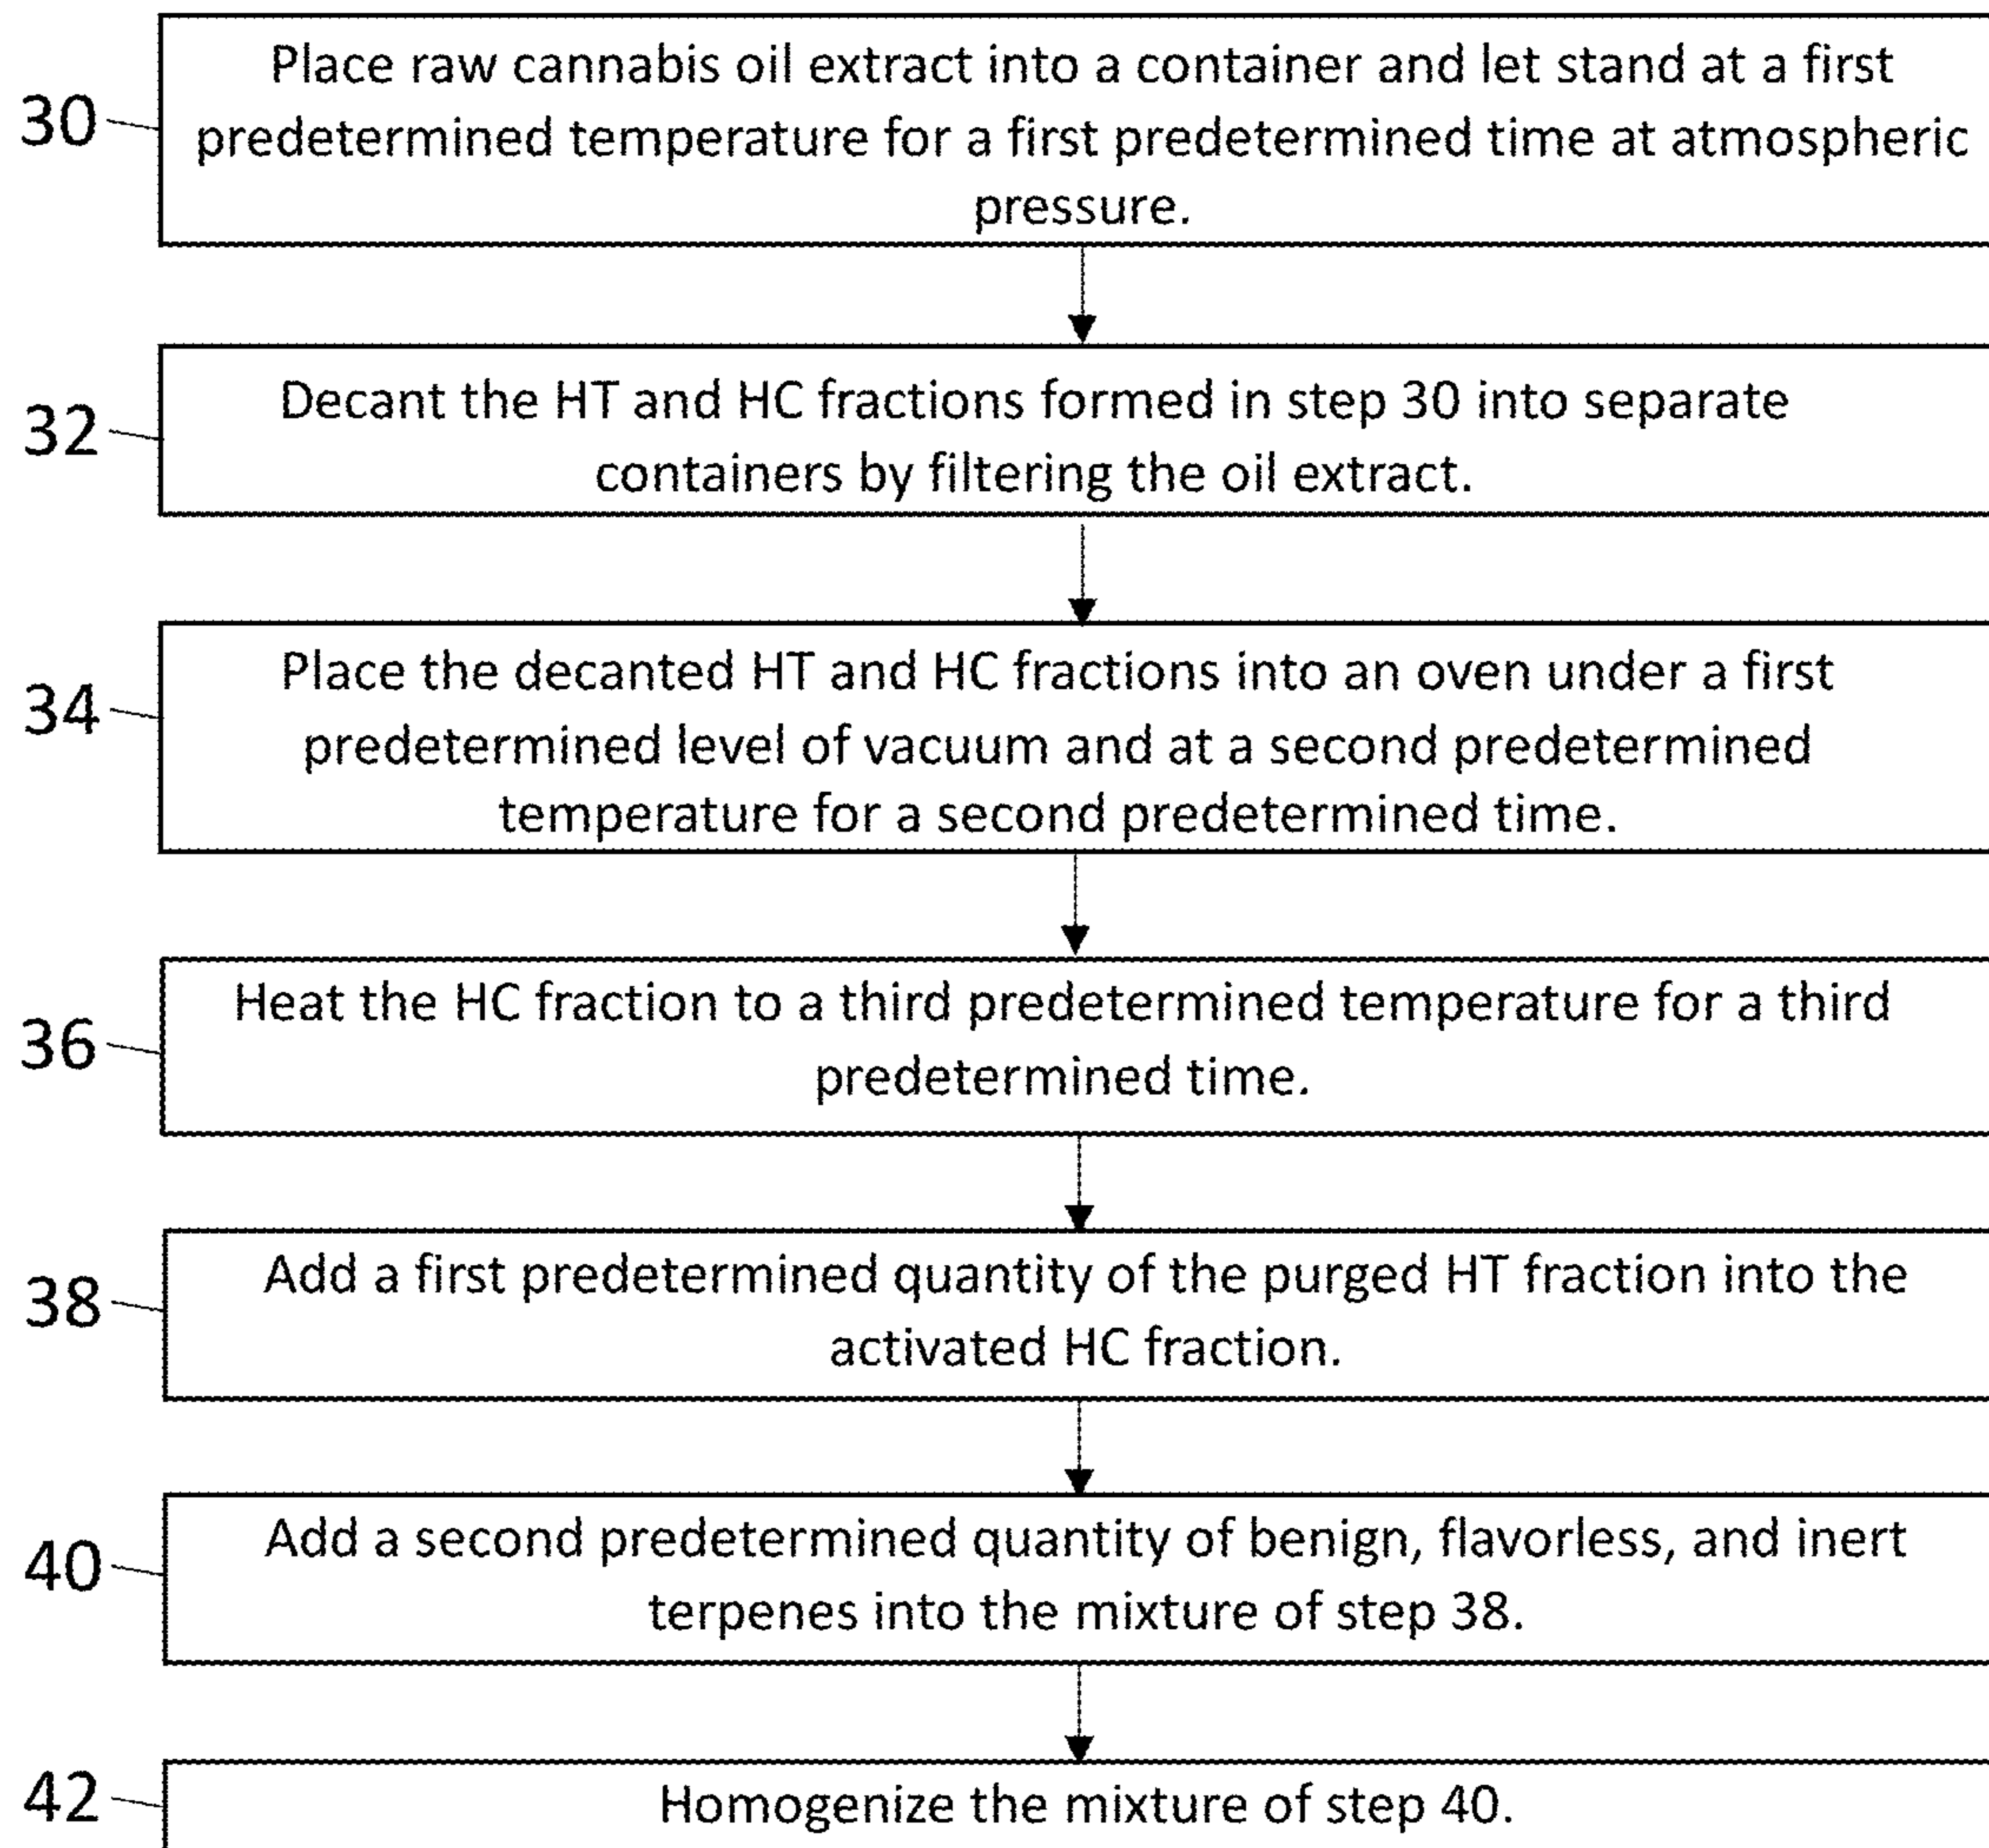 30
Place raw cannabis oil extract into a container and let stand at a first
predetermined temperature for a first predetermined time at atmospheric
pressure.
32
Decant the HT and HC fractions formed in step 30 into separate
containers by filtering the oil extract.
34
Place the decanted HT and HC fractions into an oven under a first
predetermined level of vacuum and at a second predetermined
temperature for a second predetermined time.
36
Heat the HC fraction to a third predetermined temperature for a third
predetermined time.
38
Add a first predetermined quantity of the purged HT fraction into the
activated HC fraction.
40
Add a second predetermined quantity of benign, flavorless, and inert
terpenes into the mixture of step 38.
42
Homogenize the mixture of step 40.